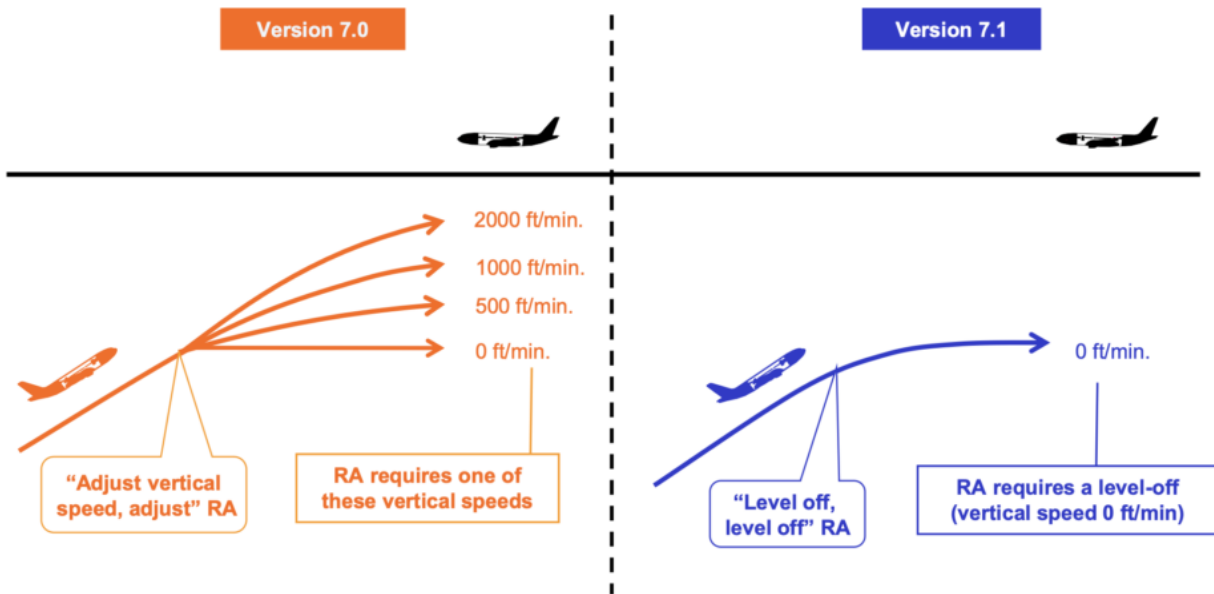 Version 7.0
2000 ft/min.
1000 ft/min.
500 ft/min.
0 ft/min.
“Adjust vertical
speed, adjust” RA
RA requires one of
these vertical speeds
Version 7.1
0 ft/min.
“Level off,
level off” RA
RA requires a level-off
(vertical speed 0 ft/min)